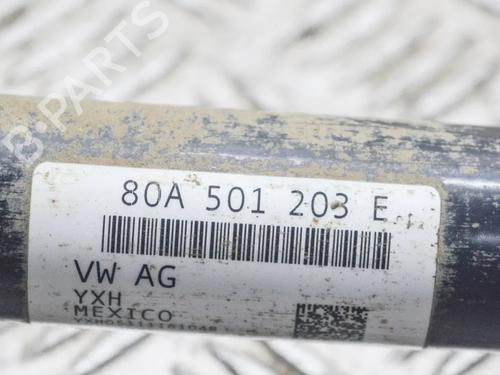 B-PARTS
80A 501 203 E
VW AG
YXH
MEXICO